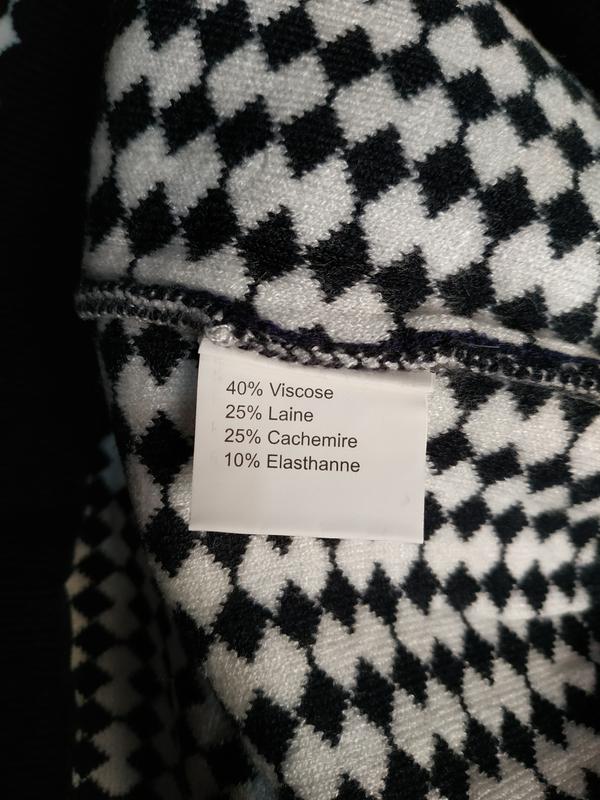 40% Viscose
25% Laine
25% Cachemire
10% Elasthanne